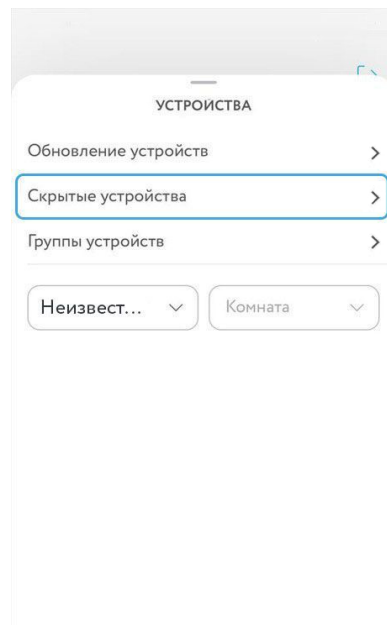 УСТРОЙСТВА
Обновление устройств
Скрытые устройства
Группы устройств
Неизвест...
Комната